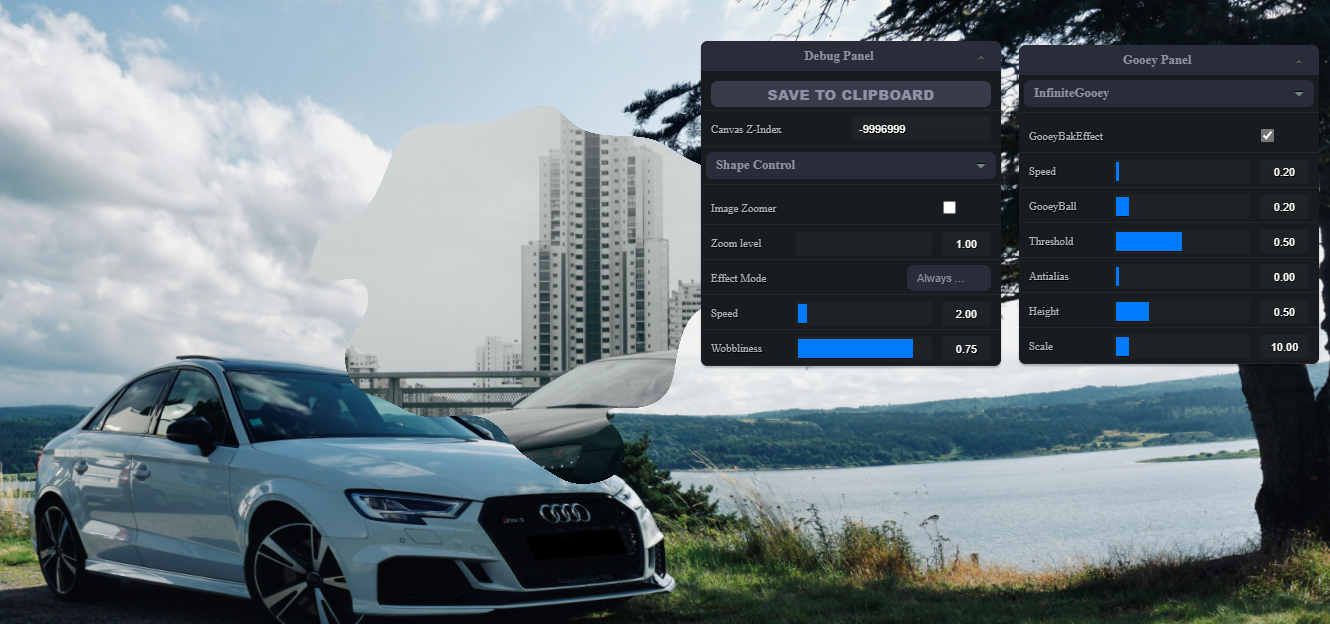 Debug Panel
SAVE TO CLIPBOARD
Canvas Z-Index -9996999
Shape Control
Image Zoomer
Zoom level 1.00
Effect Mode Always ...
Speed 2.00
Wobbliness 0.75
Gooey Panel
InfiniteGooey
GooeyBakEffect
Speed 0.20
GooeyBall 0.20
Threshold 0.50
Antialias 0.00
Height 0.50
Scale 10.00